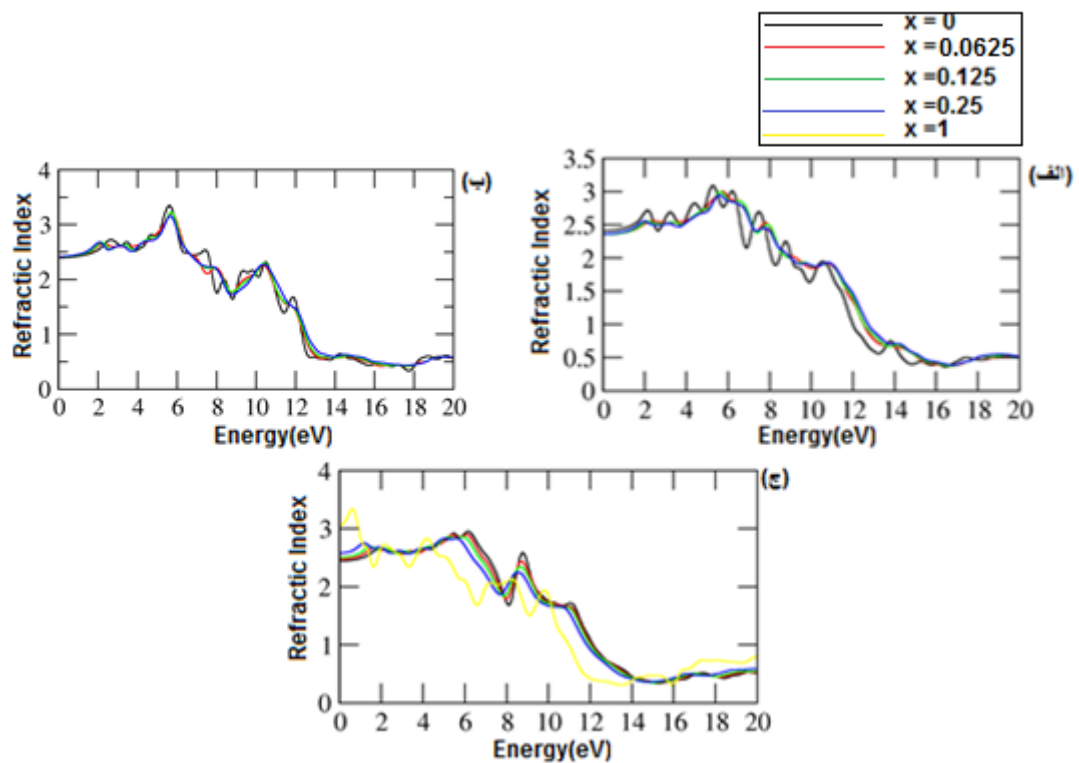 x = 0
x =0.0625
x =0.125
x =0.25
x =1
(ب)
4
3
2
1
0
Refractic Index
0 2 4 6 8 10 12 14 16 18 20
Energy(eV)
(الف)
3.5
3
2.5
2
1.5
1
0.5
0
Refractic Index
0 2 4 6 8 10 12 14 16 18 20
Energy(eV)
(ج)
4
3
2
1
0
Refractic Index
0 2 4 6 8 10 12 14 16 18 20
Energy(eV)